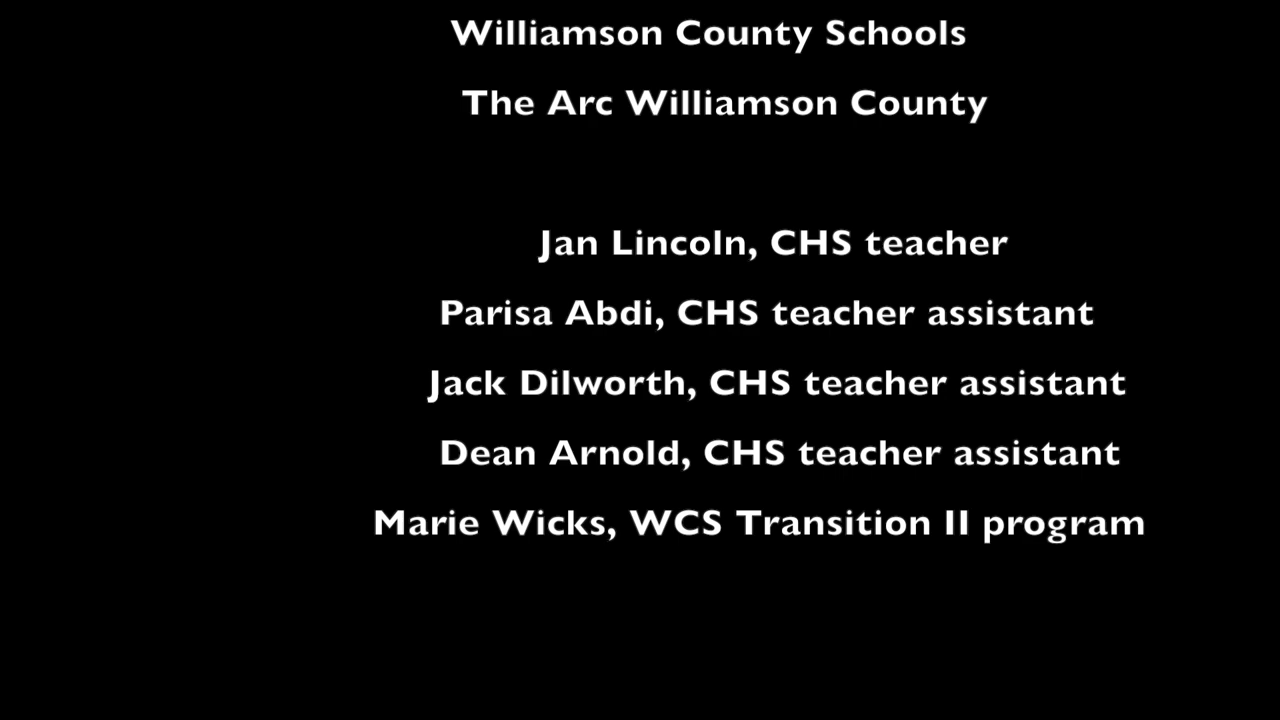 Williamson County Schools
The Arc Williamson County
Jan Lincoln, CHS teacher
Parisa Abdi, CHS teacher assistant
Jack Dilworth, CHS teacher assistant
Dean Arnold, CHS teacher assistant
Marie Wicks, WCS Transition II program